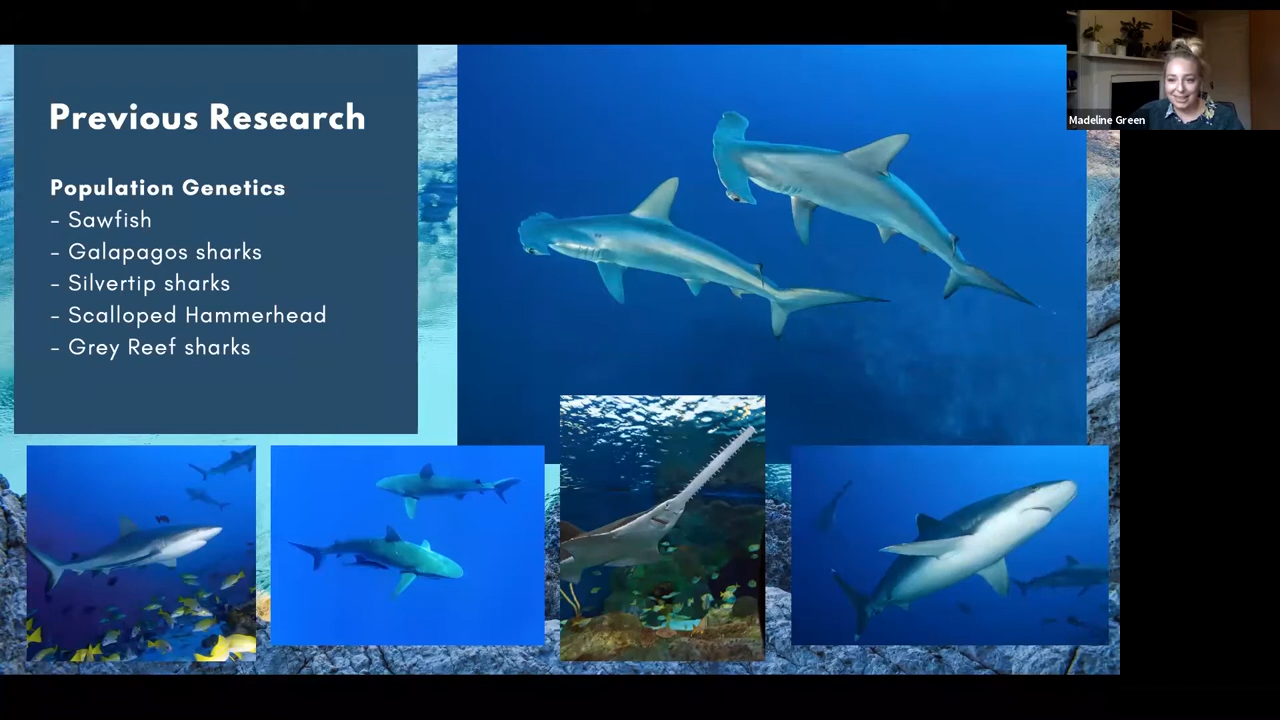 Previous Research
Population Genetics
- Sawfish
- Galapagos sharks
- Silvertip sharks
- Scalloped Hammerhead
- Grey Reef sharks
Madeline Green